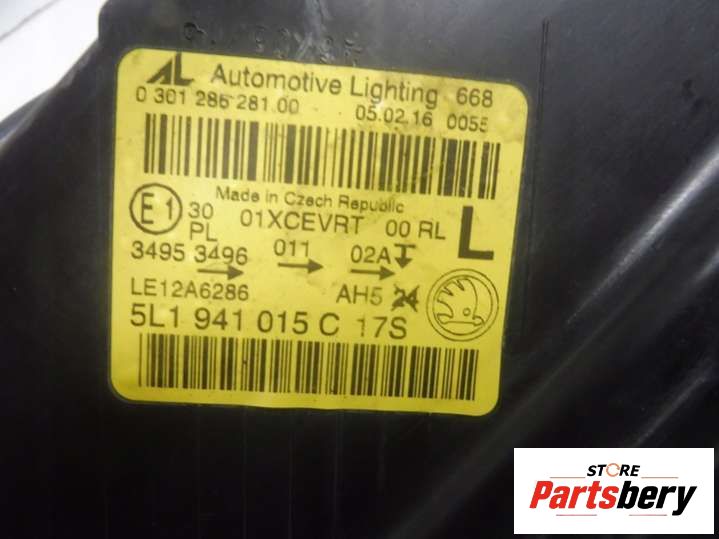 AL Automotive Lighting 668
0 301 286 281.00 05.02.16 0055
Made in Czech Republic
E1 30 01XCEVRT 00 RL L
PL
3495 3496 011 02A
LE12A6286 AH5 24
5L1 941 015 C 17S
STORE
Partsbery